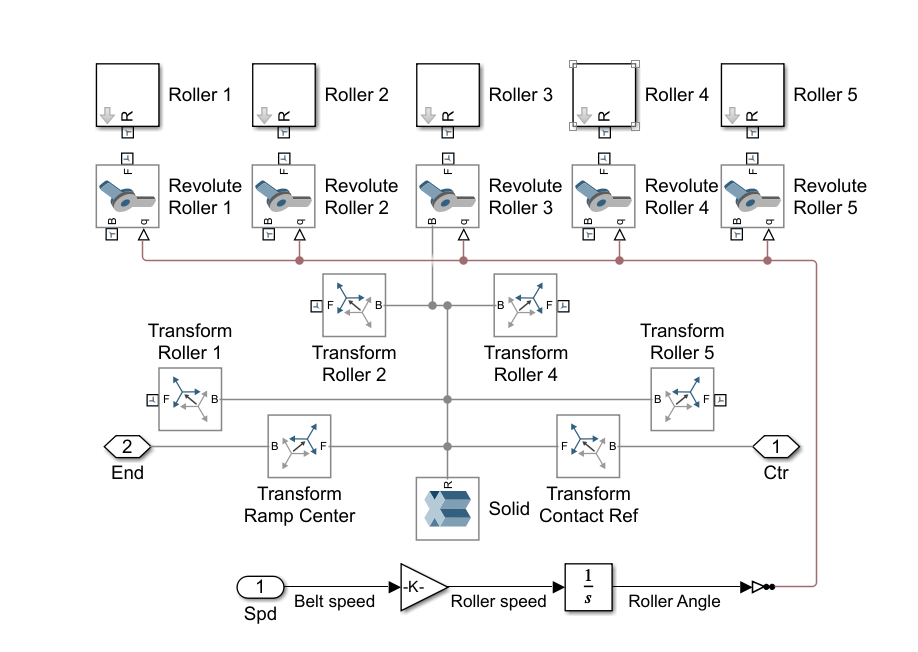 Roller 1
Roller 2
Roller 3
Roller 4
Roller 5
R
R
R
R
R
F
F
F
F
F
Revolute
Roller 1
Revolute
Roller 2
Revolute
Roller 3
Revolute
Roller 4
Revolute
Roller 5
B q
B q
B q
B q
B q
F B
B F
Transform
Roller 2
Transform
Roller 4
Transform
Roller 1
Transform
Roller 5
F B
B F
2
End
B F
F B
1
Ctr
Transform
Ramp Center
R
Solid
Transform
Contact Ref
1
Spd
Belt speed
-K-
Roller speed
1
s
Roller Angle